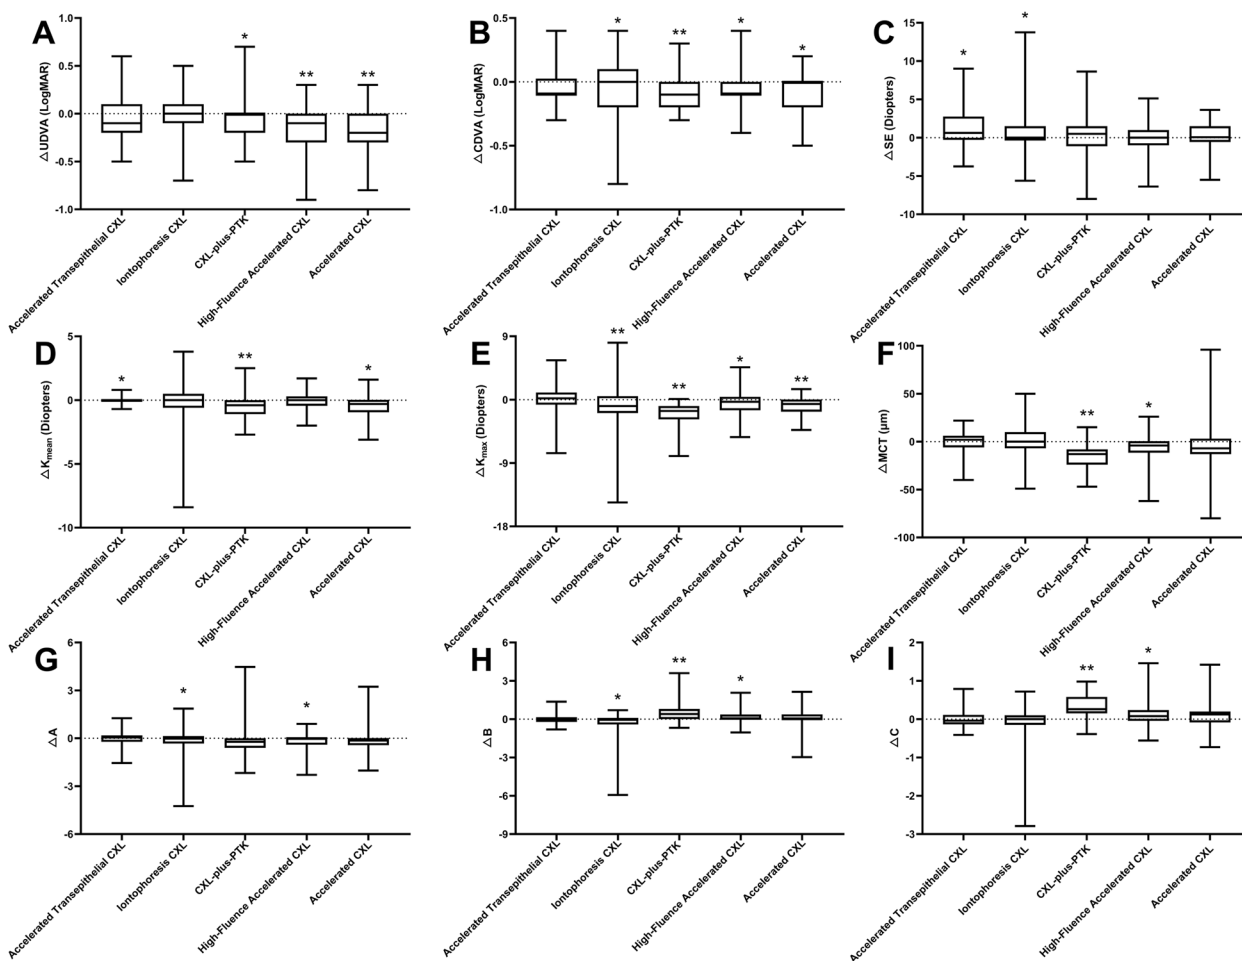 A
△UDVA (LogMAR)
1.0
0.5
0.0
-0.5
-1.0
*
**
**
Accelerated Transepithelial CXL
Iontophoresis CXL
CXL-plus-PTK
High-Fluence Accelerated CXL
Accelerated CXL
B
△CDVA (LogMAR)
0.5
0.0
-0.5
-1.0
*
**
*
*
Accelerated Transepithelial CXL
Iontophoresis CXL
CXL-plus-PTK
High-Fluence Accelerated CXL
Accelerated CXL
C
△SE (Diopters)
15
10
5
0
-5
-10
*
*
Accelerated Transepithelial CXL
Iontophoresis CXL
CXL-plus-PTK
High-Fluence Accelerated CXL
Accelerated CXL
D
△Kmean (Diopters)
5
0
-5
-10
*
**
*
Accelerated Transepithelial CXL
Iontophoresis CXL
CXL-plus-PTK
High-Fluence Accelerated CXL
Accelerated CXL
E
△Kmax (Diopters)
9
0
-9
-18
**
**
*
**
Accelerated Transepithelial CXL
Iontophoresis CXL
CXL-plus-PTK
High-Fluence Accelerated CXL
Accelerated CXL
F
△MCT (μm)
100
50
0
-50
-100
**
*
Accelerated Transepithelial CXL
Iontophoresis CXL
CXL-plus-PTK
High-Fluence Accelerated CXL
Accelerated CXL
G
△A
6
3
0
-3
-6
*
*
Accelerated Transepithelial CXL
Iontophoresis CXL
CXL-plus-PTK
High-Fluence Accelerated CXL
Accelerated CXL
H
△B
6
3
0
-3
-6
-9
*
**
*
Accelerated Transepithelial CXL
Iontophoresis CXL
CXL-plus-PTK
High-Fluence Accelerated CXL
Accelerated CXL
I
△C
2
1
0
-1
-2
-3
**
*
Accelerated Transepithelial CXL
Iontophoresis CXL
CXL-plus-PTK
High-Fluence Accelerated CXL
Accelerated CXL